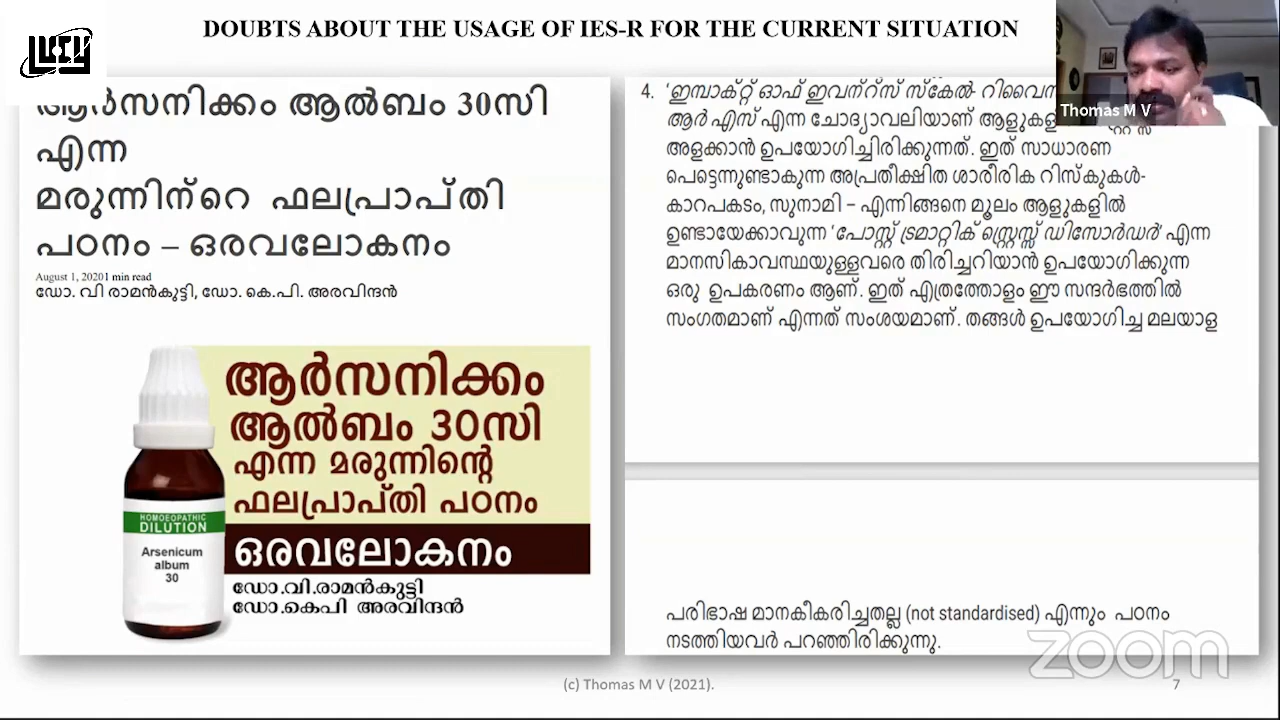 DOUBTS ABOUT THE USAGE OF IES-R FOR THE CURRENT SITUATION
Thomas M V
ആർസനിക്കം ആൽബം 30സി
എന്ന
മരുന്നിന്റെ ഫലപ്രാപ്തി
പഠനം – ഒരവലോകനം
August 1, 2020 1 min read
ഡോ. വി രാമൻകുട്ടി, ഡോ. കെ.പി. അരവിന്ദൻ
ആർസനിക്കം
ആൽബം 30സി
എന്ന മരുന്നിന്റെ
ഫലപ്രാപ്തി പഠനം
ഒരവലോകനം
ഡോ.വി.രാമൻകുട്ടി
ഡോ.കെപി അരവിന്ദൻ
HOMOEOPATHIC
DILUTION
Arsenicum
album
30
4. 'ഇമ്പാക്റ്റ് ഓഫ് ഇവന്റ്സ് സ്കേൽ- റിവൈസ
ആർ എസ് എന്ന ചോദ്യാവലിയാണ് ആളുകള
അളക്കാൻ ഉപയോഗിച്ചിരിക്കുന്നത്. ഇത് സാധാരണ
പെട്ടെന്നുണ്ടാകുന്ന അപ്രതീക്ഷിത ശാരീരിക റിസ്കുകൾ-
കാറപകടം, സുനാമി – എന്നിങ്ങനെ മൂലം ആളുകളിൽ
ഉണ്ടായേക്കാവുന്ന 'പോസ്റ്റ് ട്രമാറ്റിക് സ്ട്രെസ്സ് ഡിസോർഡർ' എന്ന
മാനസികാവസ്ഥയുള്ളവരെ തിരിച്ചറിയാൻ ഉപയോഗിക്കുന്ന
ഒരു ഉപകരണം ആണ്. ഇത് എത്രത്തോളം ഈ സന്ദർഭത്തിൽ
സംഗതമാണ് എന്നത് സംശയമാണ്. തങ്ങൾ ഉപയോഗിച്ച മലയാള
പരിഭാഷ മാനകീകരിച്ചതല്ല (not standardised) എന്നും പഠനം
നടത്തിയവർ പറഞ്ഞിരിക്കുന്നു.
zoom
(c) Thomas M V (2021).
7